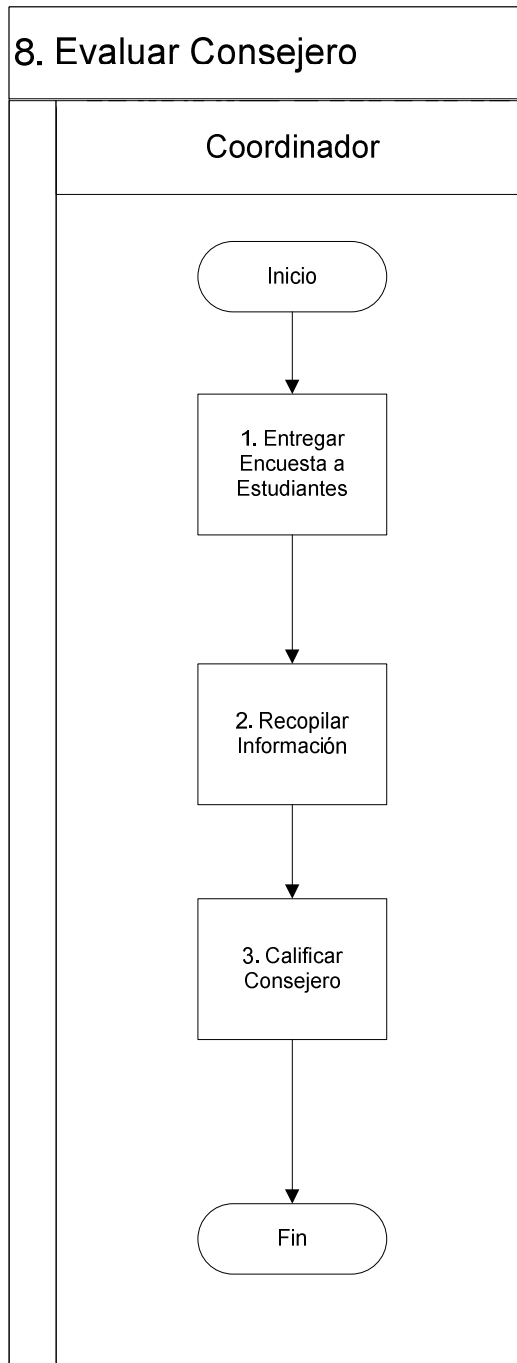 8. Evaluar Consejero
Coordinador
Inicio
1. Entregar
Encuesta a
Estudiantes
2. Recopilar
Información
3. Calificar
Consejero
Fin